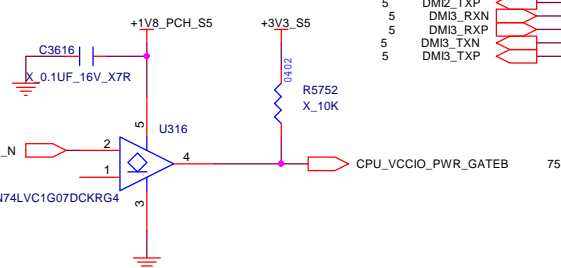 5 DMI2_TXP
5 DMI3_RXN
5 DMI3_RXP
5 DMI3_TXN
5 DMI3_TXP
+1V8_PCH_S5
+3V3_S5
C3616
X_0.1UF_16V_X7R
0402
R5752
X_10K
5
U316
_N
2
4
1
CPU_VCCIO_PWR_GATEB 75
N74LVC1G07DCKRG4
3